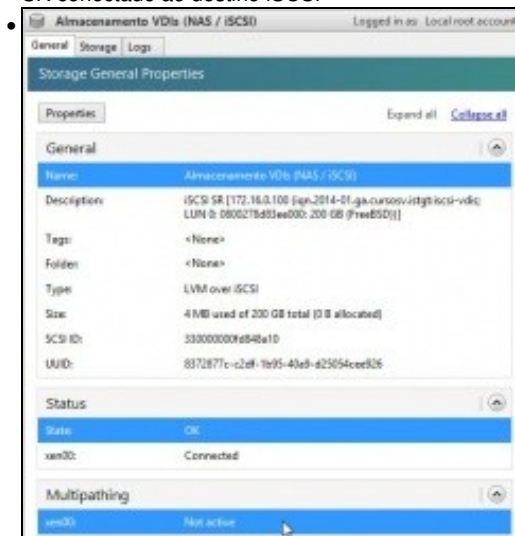 SR conectado ao destino iSCSI
Almacenamento VDIs (NAS / iSCSI) Logged in as: Local root account
General Storage Logs
Storage General Properties
Properties Expand all Collapse all
General
Name: Almacenamento VDIs (NAS / iSCSI)
Description: iSCSI SR [172.16.0.100 (iqn.2014-01.ga.cursosv.istgt:iscsi-vdis;
LUN 0: 0800278d83ee000: 200 GB (FreeBSD))]
Tags: <None>
Folder: <None>
Type: LVM over iSCSI
Size: 4 MB used of 200 GB total (0 B allocated)
SCSI ID: 330000000fd848a10
UUID:
Status
State: OK
xen00: Connected
Multipathing
xen00: Not active